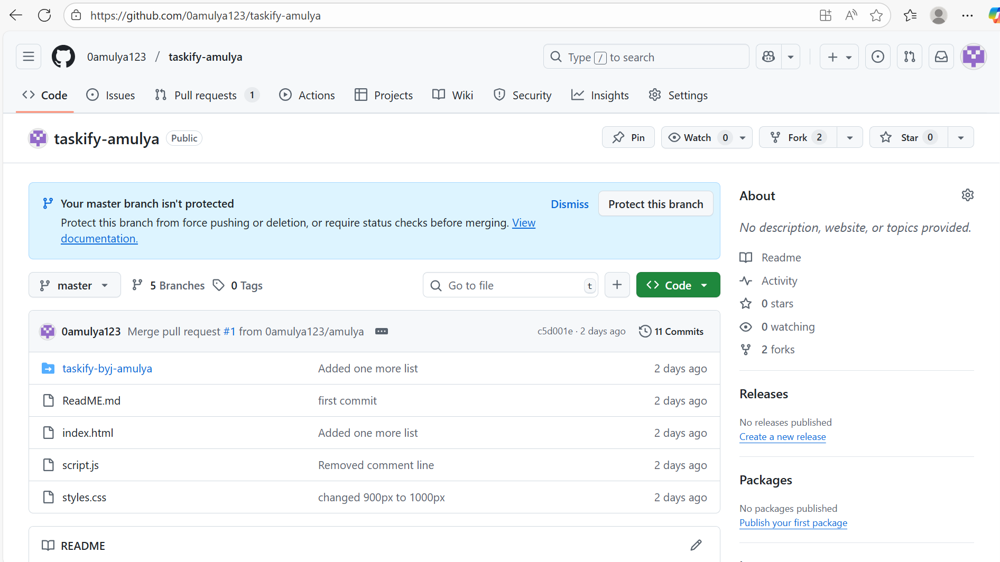 https://github.com/0amulya123/taskify-amulya
0amulya123 / taskify-amulya
Type / to search
Code
Issues
Pull requests 1
Actions
Projects
Wiki
Security
Insights
Settings
taskify-amulya Public
Pin
Watch 0
Fork 2
Star 0
Your master branch isn't protected
Protect this branch from force pushing or deletion, or require status checks before merging. View
documentation.
Dismiss
Protect this branch
master
5 Branches
0 Tags
Go to file t
Code
0amulya123 Merge pull request #1 from 0amulya123/amulya
c5d001e · 2 days ago
11 Commits
taskify-byj-amulya Added one more list 2 days ago
ReadME.md first commit 2 days ago
index.html Added one more list 2 days ago
script.js Removed comment line 2 days ago
styles.css changed 900px to 1000px 2 days ago
README
About
No description, website, or topics provided.
Readme
Activity
0 stars
0 watching
2 forks
Releases
No releases published
Create a new release
Packages
No packages published
Publish your first package